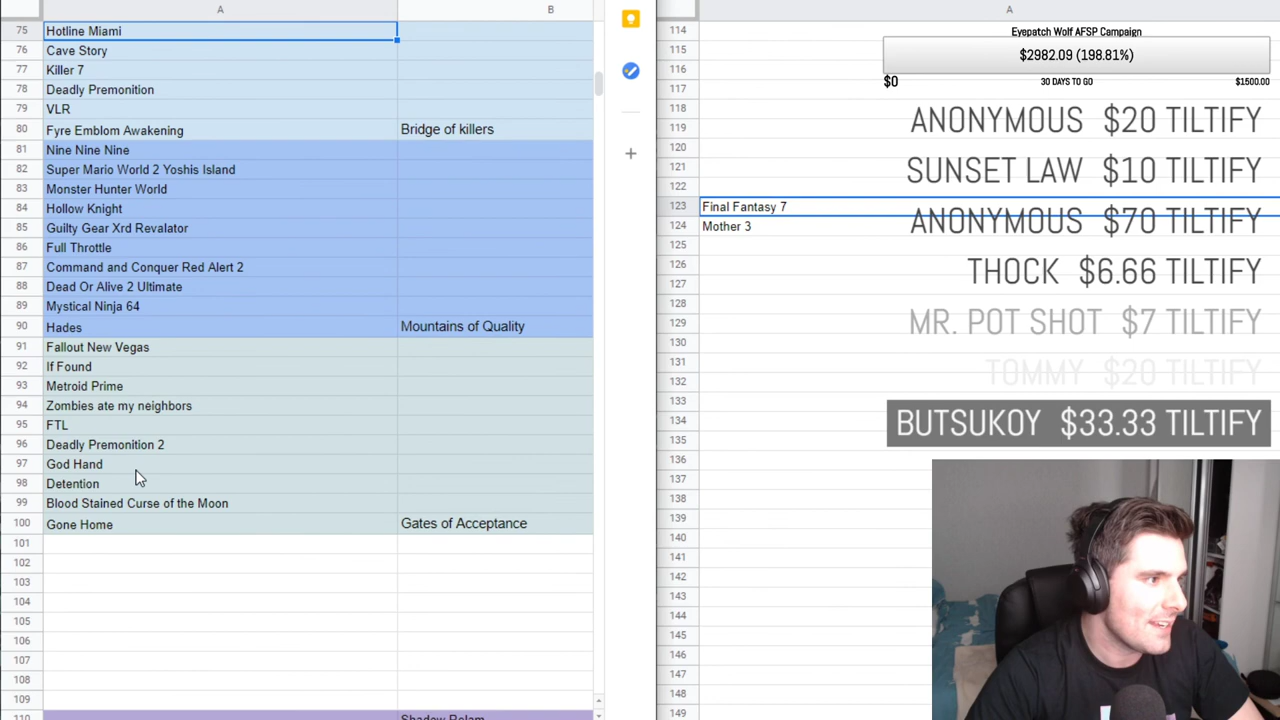 A B
75 Hotline Miami
76 Cave Story
77 Killer 7
78 Deadly Premonition
79 VLR
80 Fyre Emblom Awakening Bridge of killers
81 Nine Nine Nine
82 Super Mario World 2 Yoshis Island
83 Monster Hunter World
84 Hollow Knight
85 Guilty Gear Xrd Revalator
86 Full Throttle
87 Command and Conquer Red Alert 2
88 Dead Or Alive 2 Ultimate
89 Mystical Ninja 64
90 Hades Mountains of Quality
91 Fallout New Vegas
92 If Found
93 Metroid Prime
94 Zombies ate my neighbors
95 FTL
96 Deadly Premonition 2
97 God Hand
98 Detention
99 Blood Stained Curse of the Moon
100 Gone Home Gates of Acceptance
101
102
103
104
105
106
107
108
109
110 Shadow Relam
A
114
115
116
117
118
119
120
121
122
123 Final Fantasy 7
124 Mother 3
125
126
127
128
129
130
131
132
133
134
135
136
137
138
139
140
141
142
143
144
145
146
147
148
149
Eyepatch Wolf AFSP Campaign
$2982.09 (198.81%)
$0 30 DAYS TO GO $1500.00
ANONYMOUS $20 TILTIFY
SUNSET LAW $10 TILTIFY
ANONYMOUS $70 TILTIFY
THOCK $6.66 TILTIFY
MR. POT SHOT $7 TILTIFY
TOMMY $20 TILTIFY
BUTSUKOY $33.33 TILTIFY